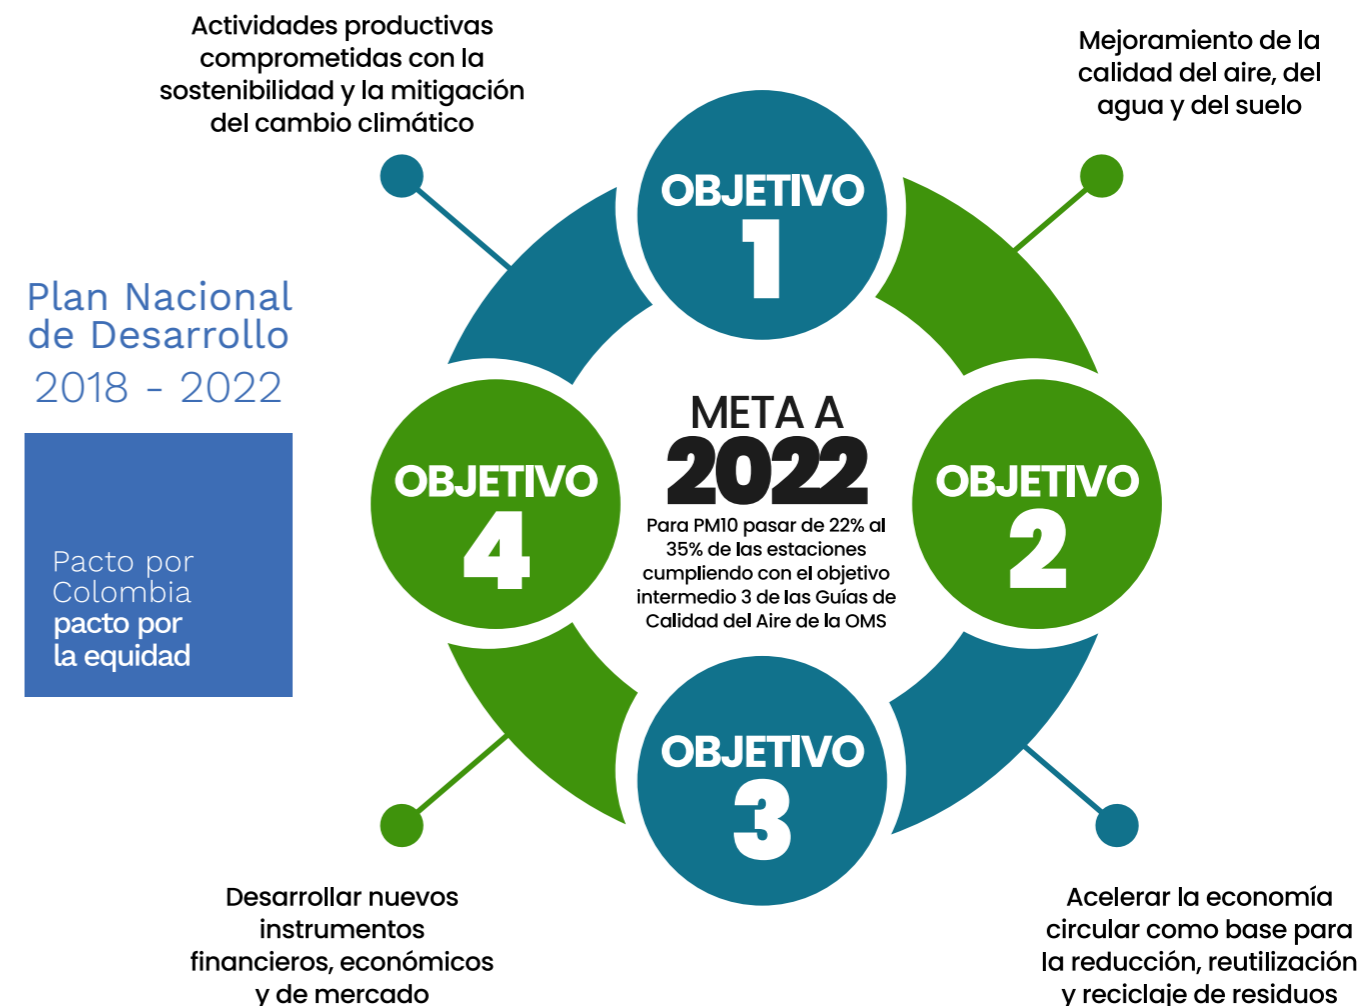 Actividades productivas
comprometidas con la
sostenibilidad y la mitigación
del cambio climático
Mejoramiento de la
calidad del aire, del
agua y del suelo
OBJETIVO
1
Plan Nacional
de Desarrollo
2018 - 2022
Pacto por
Colombia
pacto por
la equidad
OBJETIVO
4
META A
2022
Para PM10 pasar de 22% al
35% de las estaciones
cumpliendo con el objetivo
intermedio 3 de las Guías de
Calidad del Aire de la OMS
OBJETIVO
2
OBJETIVO
3
Desarrollar nuevos
instrumentos
financieros, económicos
y de mercado
Acelerar la economía
circular como base para
la reducción, reutilización
y reciclaje de residuos